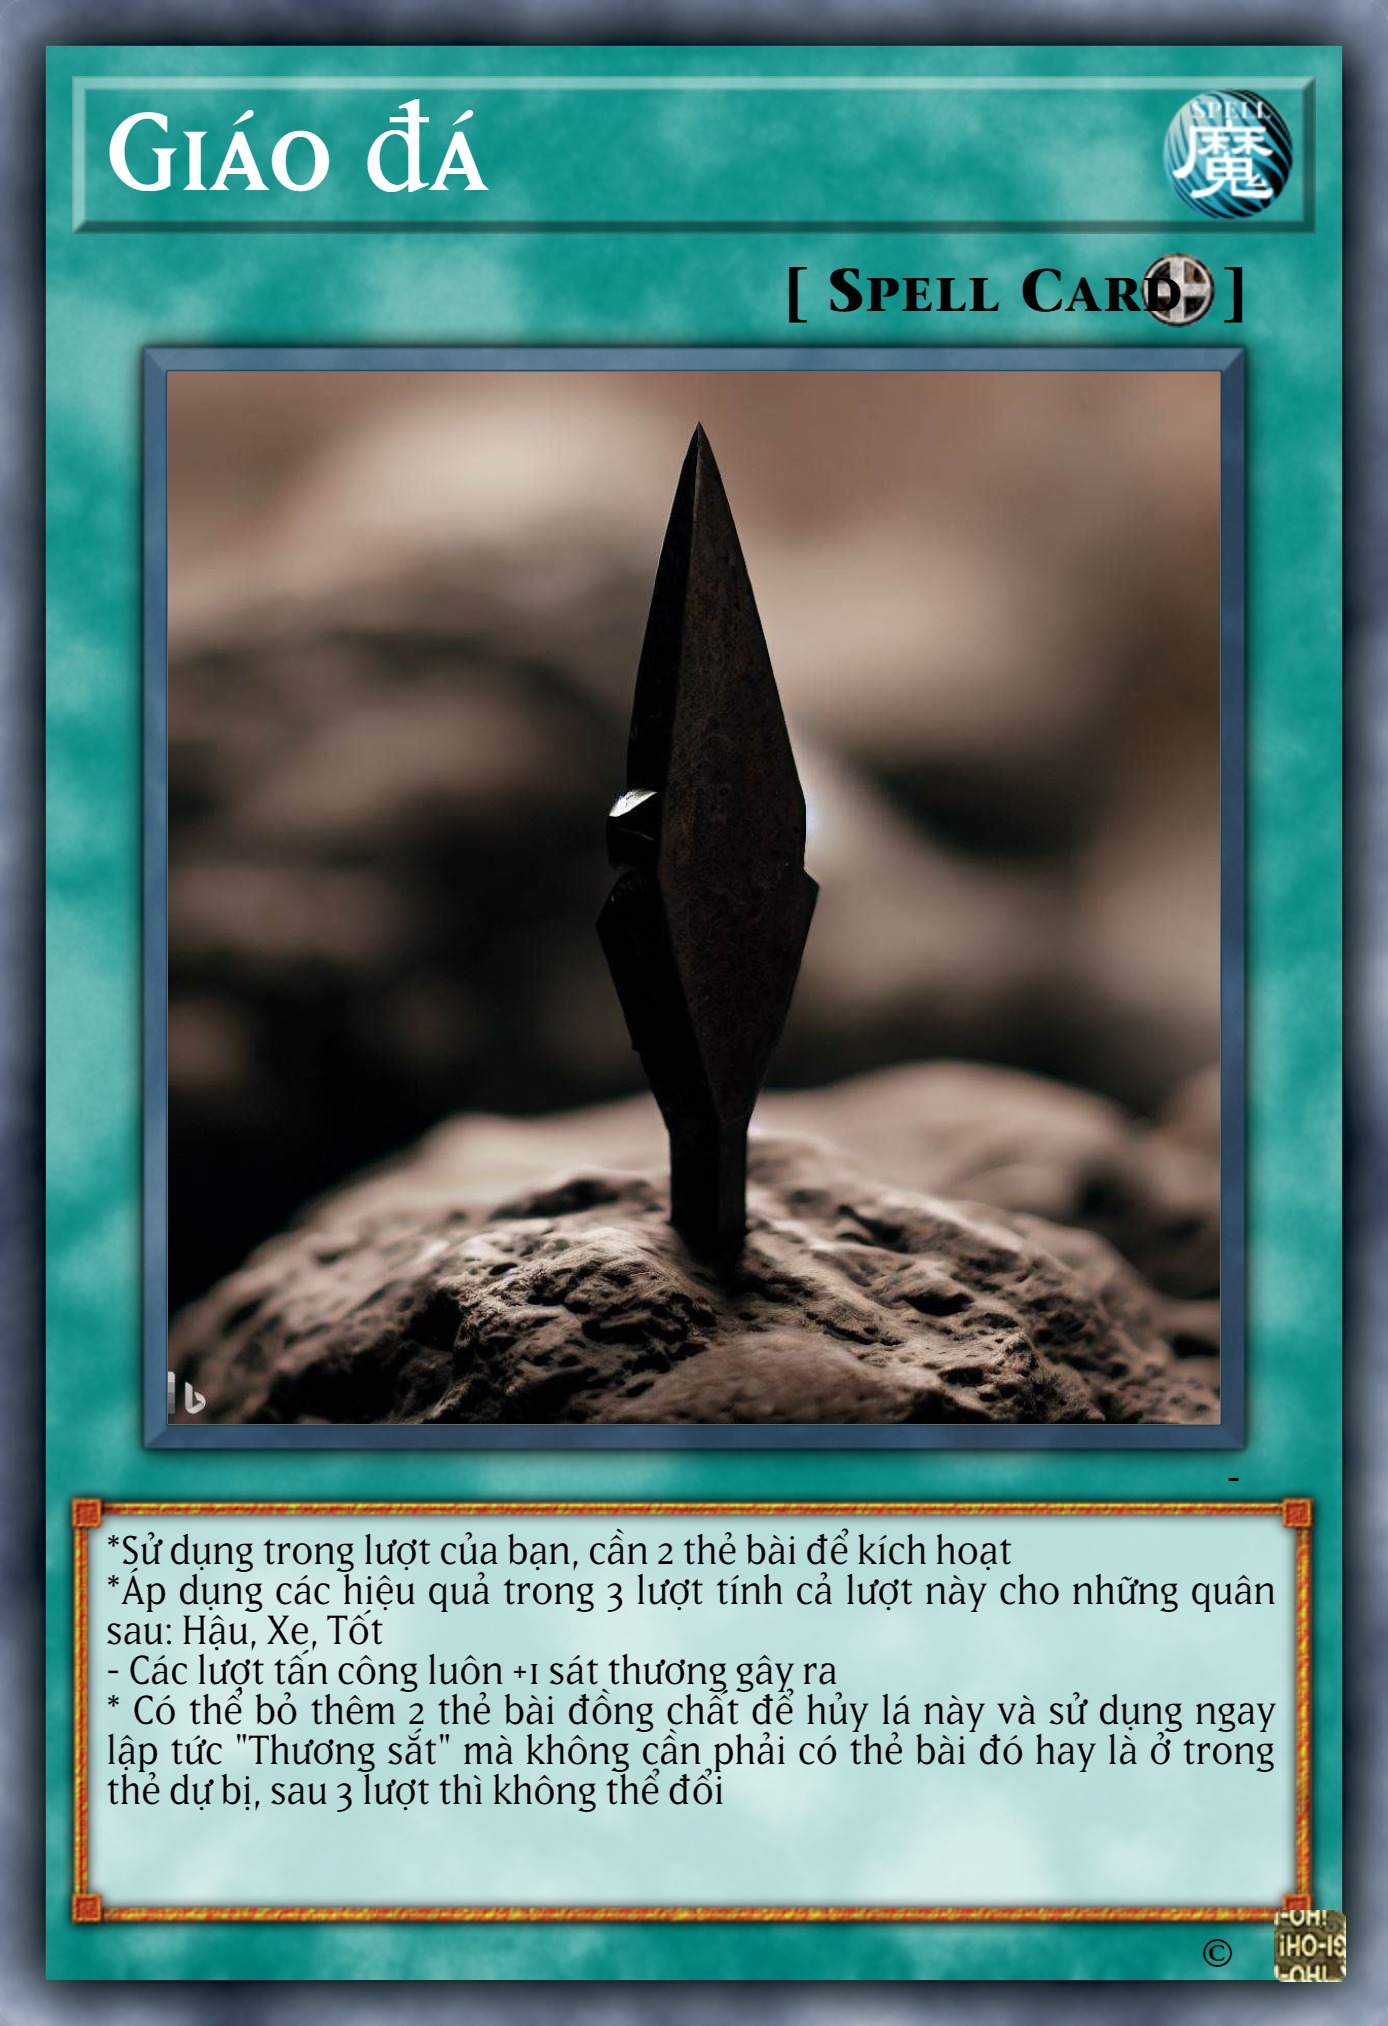 Giáo đá
SPELL
魔
[ Spell Card ]
b
-
*Sử dụng trong lượt của bạn, cần 2 thẻ bài để kích hoạt
*Áp dụng các hiệu quả trong 3 lượt tính cả lượt này cho những quân
sau: Hậu, Xe, Tốt
- Các lượt tấn công luôn +1 sát thương gây ra
* Có thể bỏ thêm 2 thẻ bài đồng chất để hủy lá này và sử dụng ngay
lập tức "Thương sắt" mà không cần phải có thẻ bài đó hay là ở trong
thẻ dự bị, sau 3 lượt thì không thể đổi
©
-OH!
iHO-